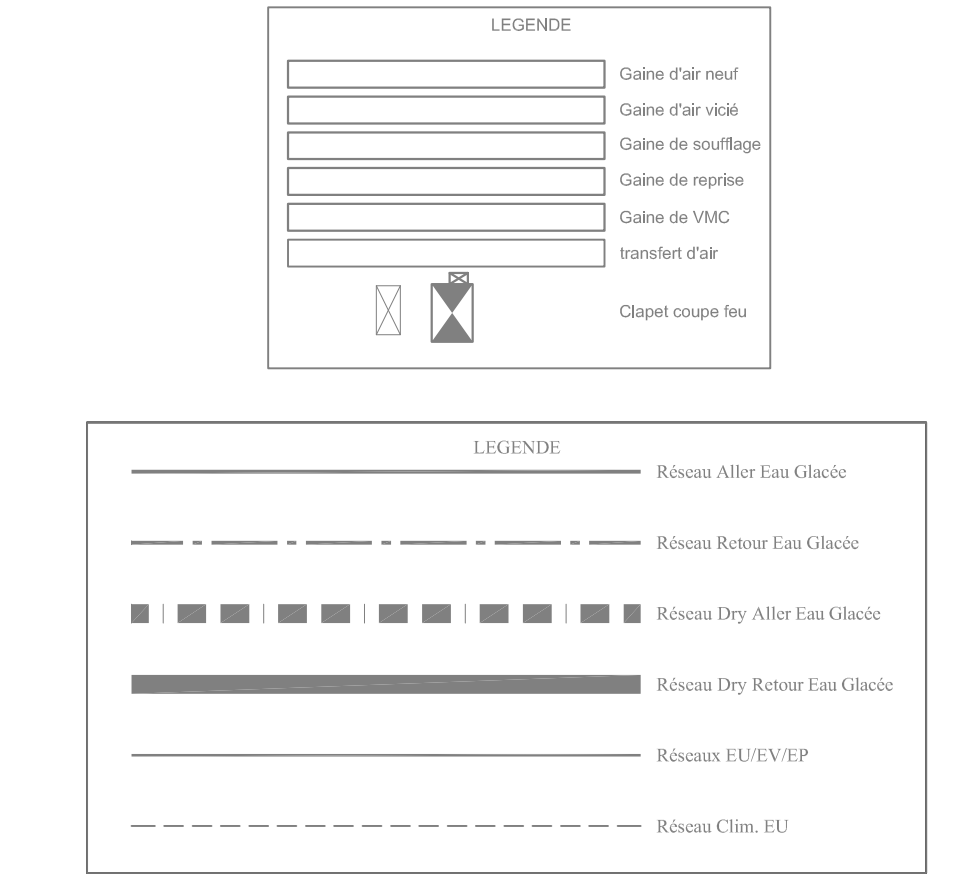 LEGENDE
Gaine d'air neuf
Gaine d'air vicié
Gaine de soufflage
Gaine de reprise
Gaine de VMC
transfert d'air
Clapet coupe feu
LEGENDE
Réseau Aller Eau Glacée
Réseau Retour Eau Glacée
Réseau Dry Aller Eau Glacée
Réseau Dry Retour Eau Glacée
Réseaux EU/EV/EP
Réseau Clim. EU